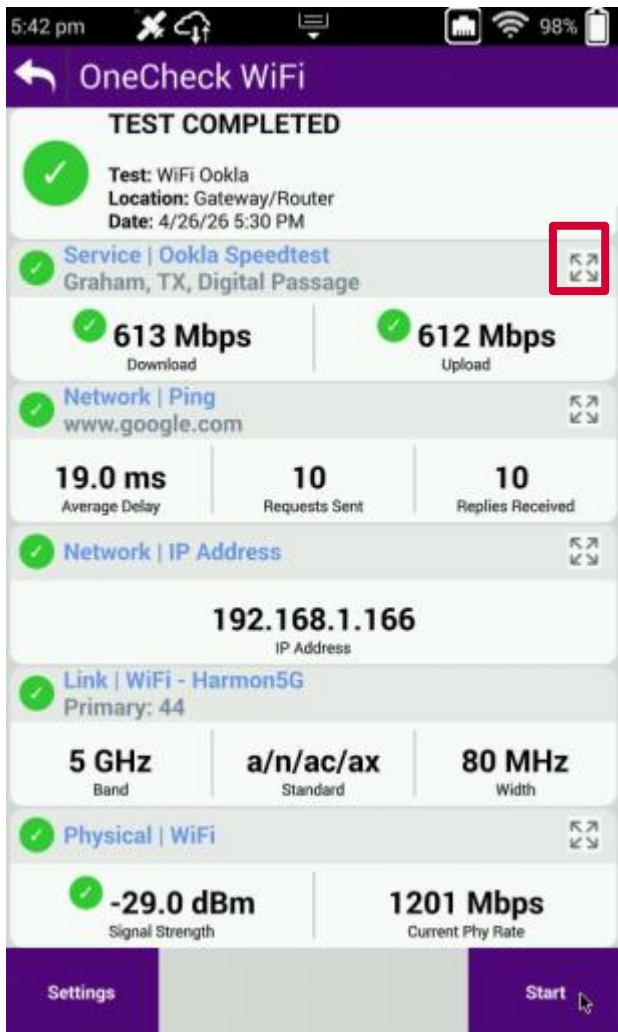 5:42 pm 98%
OneCheck WiFi
TEST COMPLETED
Test: WiFi Ookla
Location: Gateway/Router
Date: 4/26/26 5:30 PM
Service | Ookla Speedtest
Graham, TX, Digital Passage
613 Mbps 612 Mbps
Download Upload
Network | Ping
www.google.com
19.0 ms 10 10
Average Delay Requests Sent Replies Received
Network | IP Address
192.168.1.166
IP Address
Link | WiFi - Harmon5G
Primary: 44
5 GHz a/n/ac/ax 80 MHz
Band Standard Width
Physical | WiFi
-29.0 dBm 1201 Mbps
Signal Strength Current Phy Rate
Settings Start